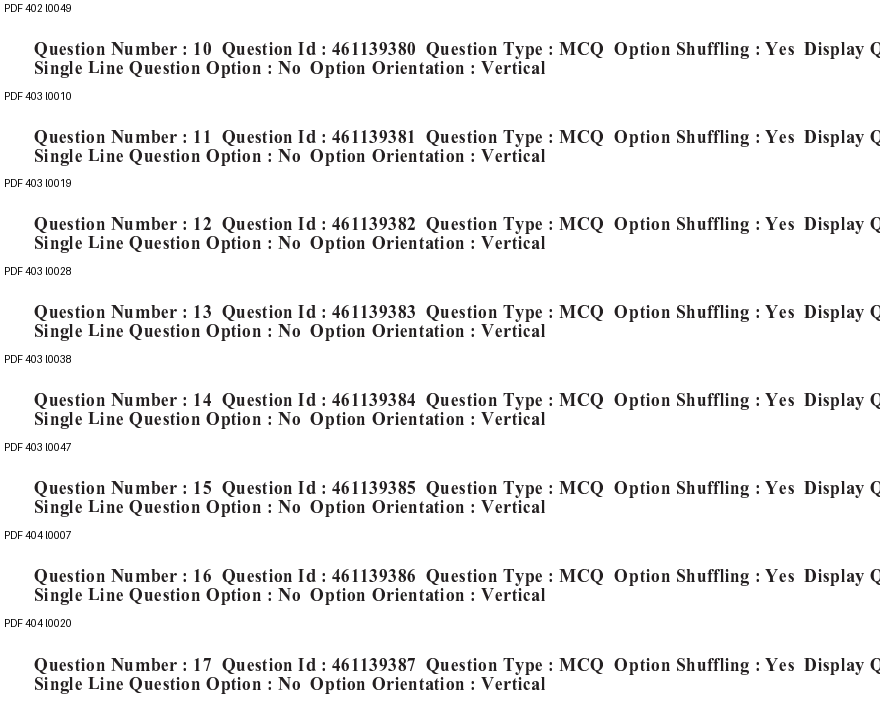 PDF 402 l0049
Question Number : 10 Question Id : 461139380 Question Type : MCQ Option Shuffling : Yes Display Q
Single Line Question Option : No Option Orientation : Vertical
PDF 403 l0010
Question Number : 11 Question Id : 461139381 Question Type : MCQ Option Shuffling : Yes Display Q
Single Line Question Option : No Option Orientation : Vertical
PDF 403 l0019
Question Number : 12 Question Id : 461139382 Question Type : MCQ Option Shuffling : Yes Display Q
Single Line Question Option : No Option Orientation : Vertical
PDF 403 l0028
Question Number : 13 Question Id : 461139383 Question Type : MCQ Option Shuffling : Yes Display Q
Single Line Question Option : No Option Orientation : Vertical
PDF 403 l0038
Question Number : 14 Question Id : 461139384 Question Type : MCQ Option Shuffling : Yes Display Q
Single Line Question Option : No Option Orientation : Vertical
PDF 403 l0047
Question Number : 15 Question Id : 461139385 Question Type : MCQ Option Shuffling : Yes Display Q
Single Line Question Option : No Option Orientation : Vertical
PDF 404 l0007
Question Number : 16 Question Id : 461139386 Question Type : MCQ Option Shuffling : Yes Display Q
Single Line Question Option : No Option Orientation : Vertical
PDF 404 l0020
Question Number : 17 Question Id : 461139387 Question Type : MCQ Option Shuffling : Yes Display Q
Single Line Question Option : No Option Orientation : Vertical